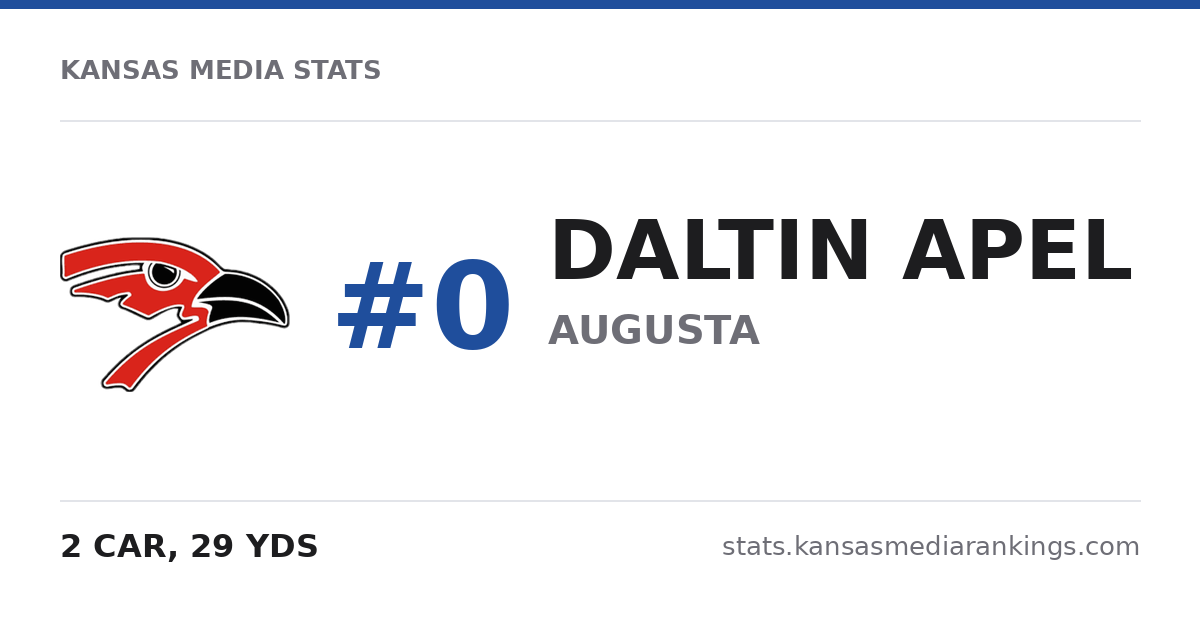 KANSAS MEDIA STATS
#0
DALTIN APEL
AUGUSTA
2 CAR, 29 YDS
stats.kansasmediarankings.com